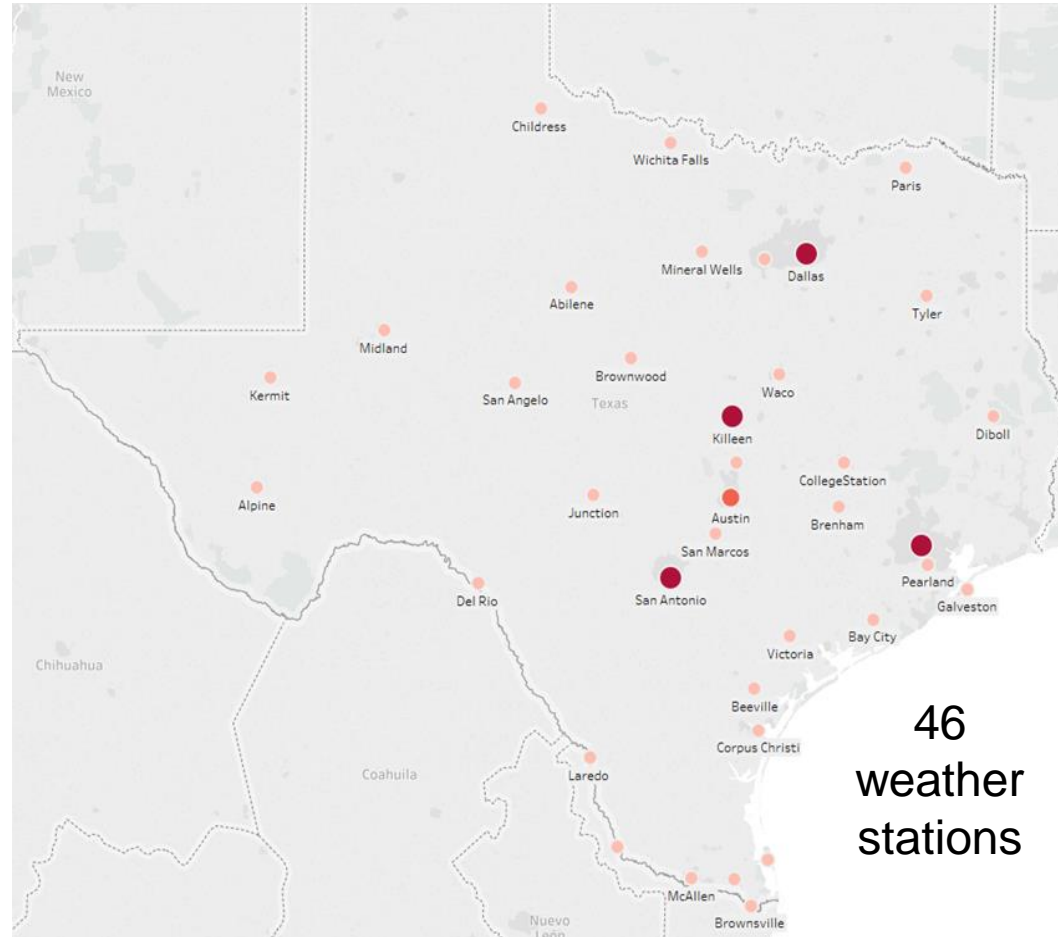 New
Mexico
Childress
Wichita Falls
Paris
Mineral Wells
Dallas
Abilene
Tyler
Midland
Brownwood
Waco
Kermit
San Angelo
Texas
Killeen
Diboll
CollegeStation
Alpine
Junction
Austin
Brenham
San Marcos
Pearland
Del Rio
San Antonio
Galveston
Bay City
Victoria
Chihuahua
Beeville
Corpus Christi
Laredo
Coahuila
46
weather
stations
McAllen
Brownsville
Nuevo
León